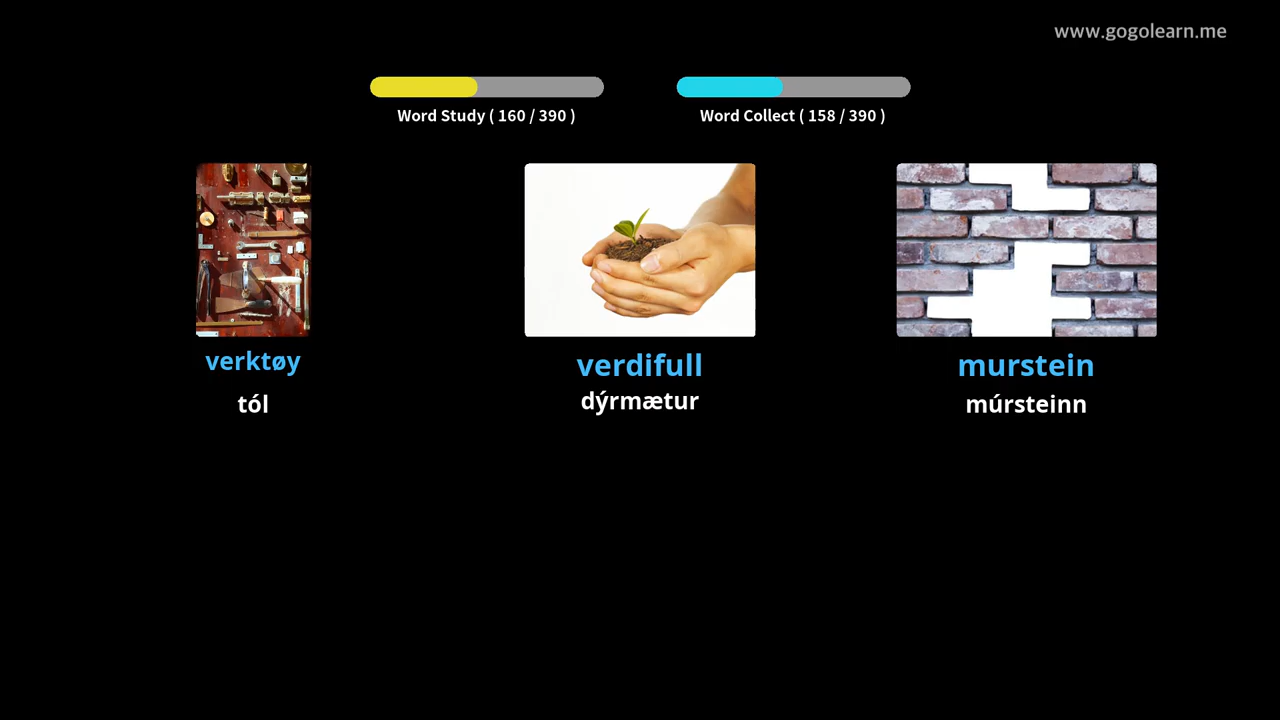 www.gogolearn.me
Word Study ( 160 / 390 )
Word Collect ( 158 / 390 )
verktøy
tól
verdifull
dýrmætur
murstein
múrsteinn